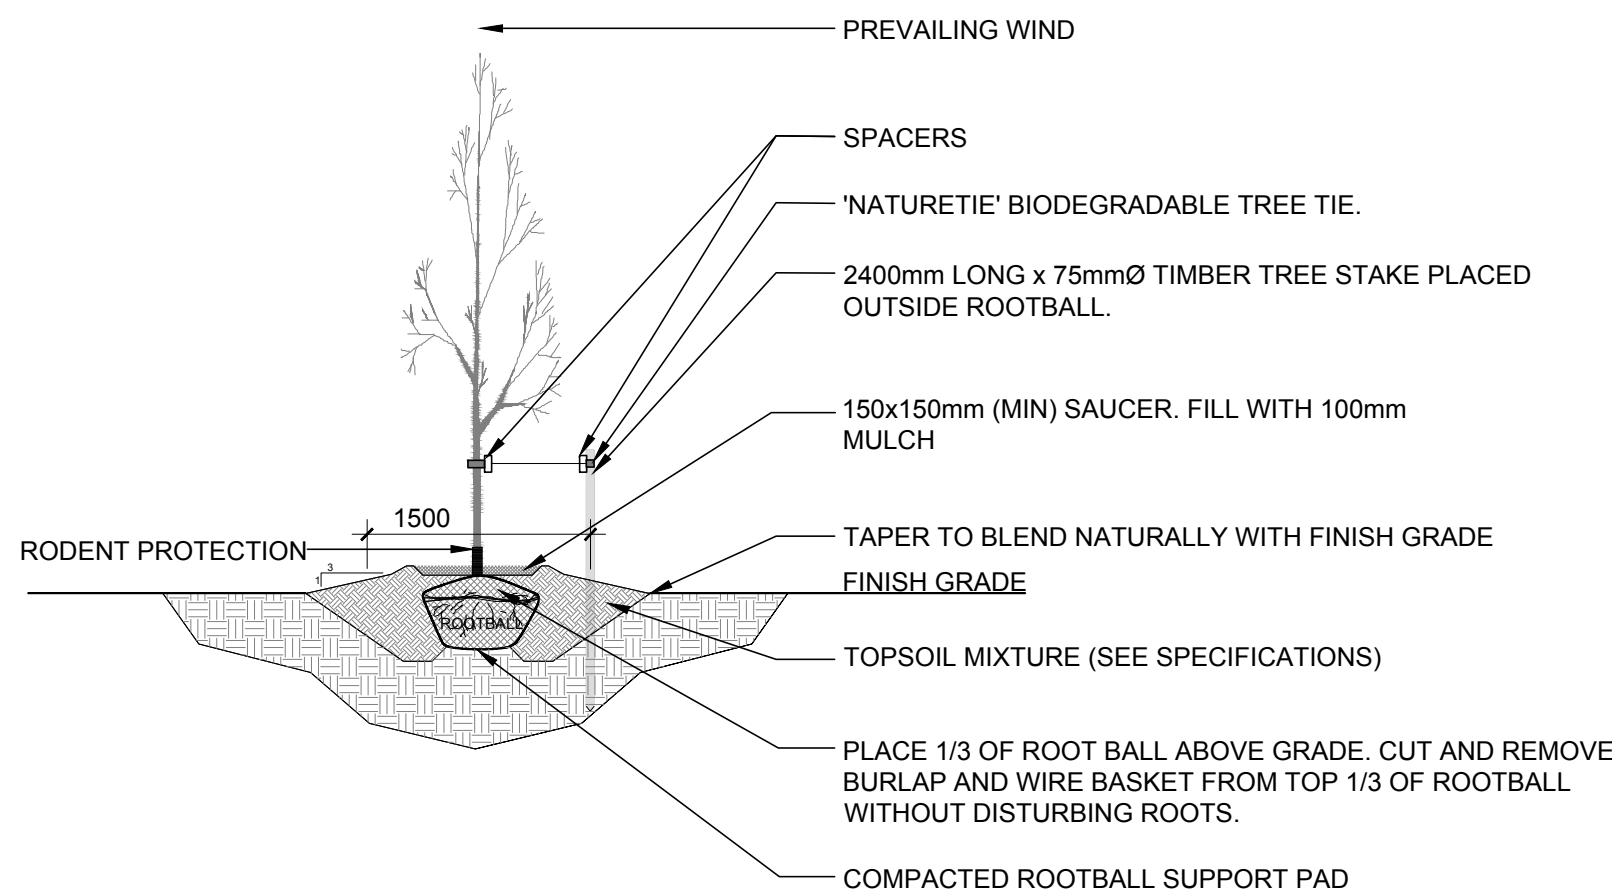 PREVAILING WIND
SPACERS
'NATURETIE' BIODEGRADABLE TREE TIE.
2400mm LONG x 75mmØ TIMBER TREE STAKE PLACED
OUTSIDE ROOTBALL.
150x150mm (MIN) SAUCER. FILL WITH 100mm
MULCH
1500
RODENT PROTECTION
TAPER TO BLEND NATURALLY WITH FINISH GRADE
3
1
FINISH GRADE
ROOTBALL
TOPSOIL MIXTURE (SEE SPECIFICATIONS)
PLACE 1/3 OF ROOT BALL ABOVE GRADE. CUT AND REMOVE
BURLAP AND WIRE BASKET FROM TOP 1/3 OF ROOTBALL
WITHOUT DISTURBING ROOTS.
COMPACTED ROOTBALL SUPPORT PAD